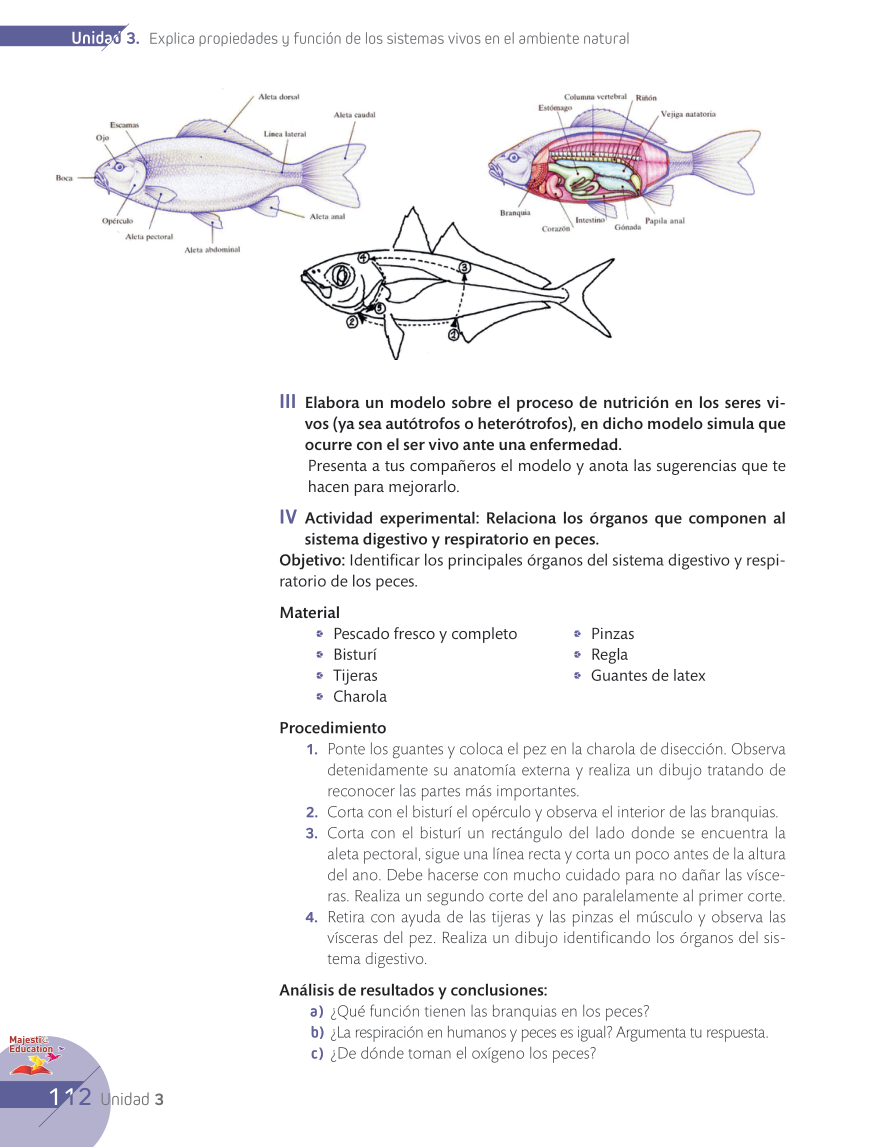 Unidad 3. Explica propiedades y función de los sistemas vivos en el ambiente natural
Aleta dorsal
Aleta caudal
Escamas
Línea lateral
Ojo
Boca
Opérculo
Aleta anal
Aleta pectoral
Aleta abdominal
Columna vertebral
Riñón
Estómago
Vejiga natatoria
Branquia
Intestino
Papila anal
Corazón
Gónada
4
3
5
2
1
III Elabora un modelo sobre el proceso de nutrición en los seres vi-
vos (ya sea autótrofos o heterótrofos), en dicho modelo simula que
ocurre con el ser vivo ante una enfermedad.
Presenta a tus compañeros el modelo y anota las sugerencias que te
hacen para mejorarlo.
IV Actividad experimental: Relaciona los órganos que componen al
sistema digestivo y respiratorio en peces.
Objetivo: Identificar los principales órganos del sistema digestivo y respi-
ratorio de los peces.
Material
Pescado fresco y completo
Bisturí
Tijeras
Charola
Pinzas
Regla
Guantes de latex
Procedimiento
1. Ponte los guantes y coloca el pez en la charola de disección. Observa
detenidamente su anatomía externa y realiza un dibujo tratando de
reconocer las partes más importantes.
2. Corta con el bisturí el opérculo y observa el interior de las branquias.
3. Corta con el bisturí un rectángulo del lado donde se encuentra la
aleta pectoral, sigue una línea recta y corta un poco antes de la altura
del ano. Debe hacerse con mucho cuidado para no dañar las vísce-
ras. Realiza un segundo corte del ano paralelamente al primer corte.
4. Retira con ayuda de las tijeras y las pinzas el músculo y observa las
vísceras del pez. Realiza un dibujo identificando los órganos del sis-
tema digestivo.
Análisis de resultados y conclusiones:
a) ¿Qué función tienen las branquias en los peces?
b) ¿La respiración en humanos y peces es igual? Argumenta tu respuesta.
c) ¿De dónde toman el oxígeno los peces?
Majestic
Education
112 Unidad 3